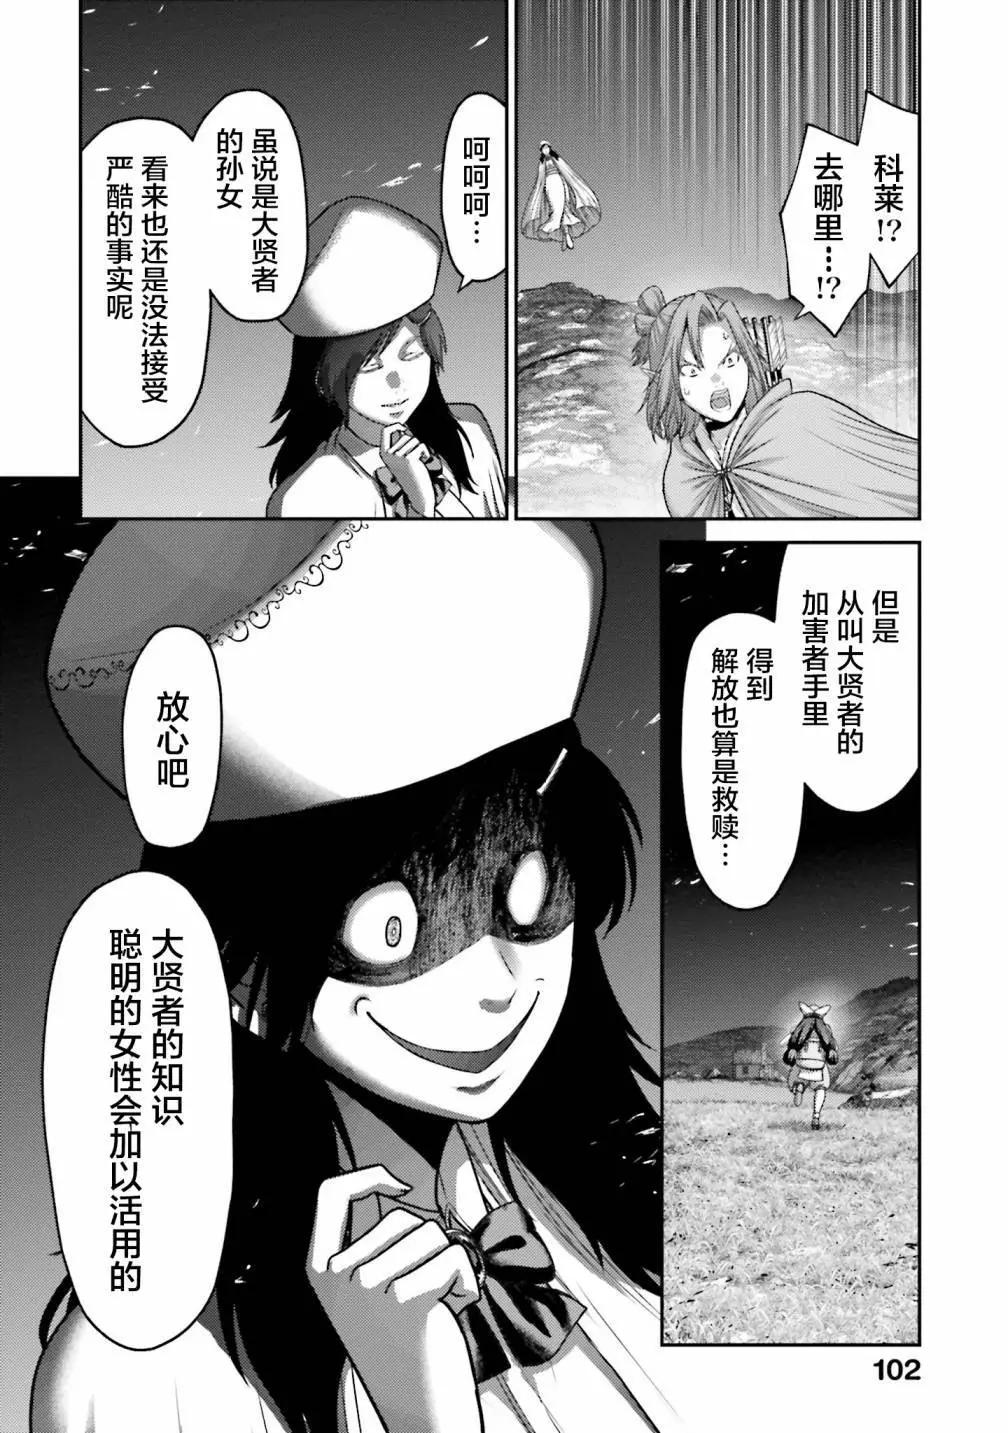 科莱!?
去哪里…!?
呵呵呵…
虽说是大贤者
的孙女
看来也还是没法接受
严酷的事实呢
但是
从叫大贤者的
加害者手里
得到
解放也算是救赎…
放心吧
大贤者的知识
聪明的女性会加以活用的
102